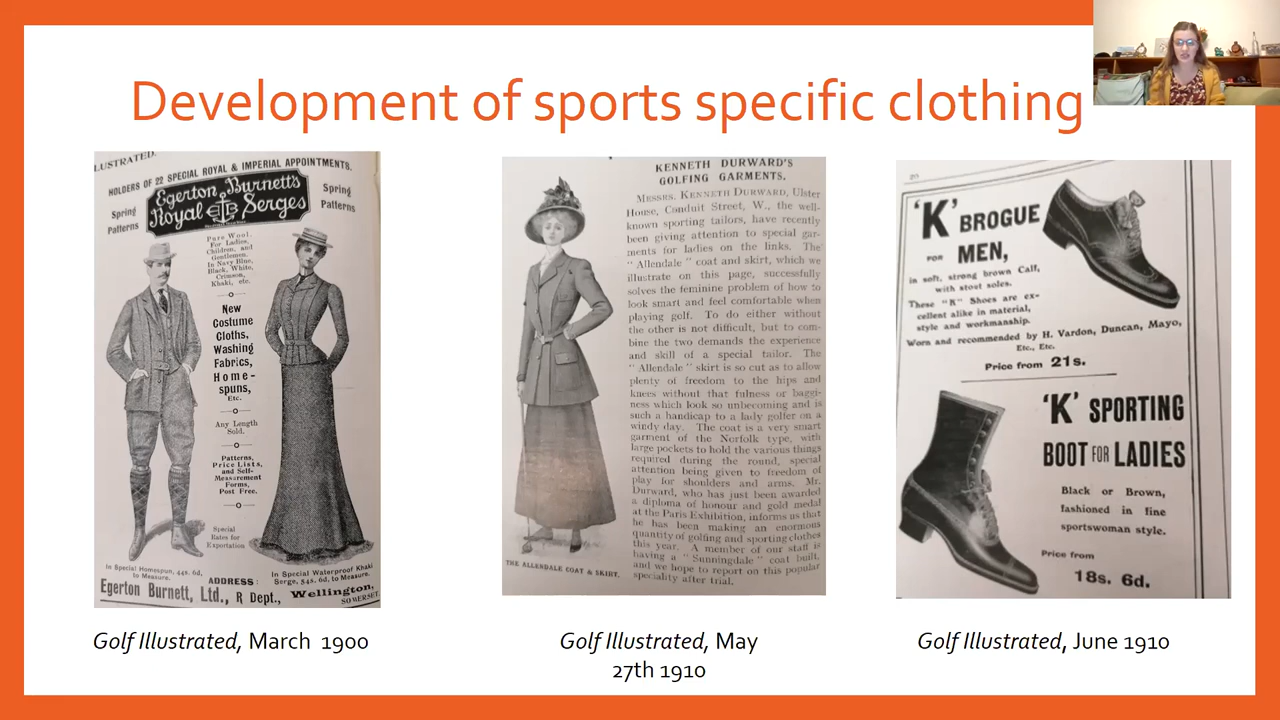 Development of sports specific clothing
LUSTRATED.
HOLDERS OF 22 SPECIAL ROYAL & IMPERIAL APPOINTMENTS.
Egerton Burnett's
Royal EB Serges
Spring
Patterns
Spring
Patterns
Pure Wool.
For Ladies,
Children, and
Gentlemen.
In Navy Blue,
Black, White,
Crimson,
Khaki, etc.
New
Costume
Cloths,
Washing
Fabrics,
Home-
spuns,
Etc.
Any Length
Sold.
Patterns,
Price Lists,
and Self-
Measurement
Forms,
Post Free.
Special
Rates for
Exportation
In Special Homespun, 44s. 6d,
to Measure.
In Special Waterproof Khaki
Serge, 54s. 6d, to Measure.
ADDRESS:
Egerton Burnett, Ltd., R Dept., Wellington,
SOMERSET.
Golf Illustrated, March 1900
KENNETH DURWARD'S
GOLFING GARMENTS.
MESSRS. KENNETH DURWARD, Ulster
House, Conduit Street, W., the well-
known sporting tailors, have recently
been giving attention to special gar-
ments for ladies on the links. The
"Allendale" coat and skirt, which we
illustrate on this page, successfully
solves the feminine problem of how to
look smart and feel comfortable when
playing golf. To do either without
the other is not difficult, but to com-
bine the two demands the experience
and skill of a special tailor. The
"Allendale" skirt is so cut as to allow
plenty of freedom to the hips and
knees without that fulness or baggi-
ness which look so unbecoming and is
such a handicap to a lady golfer on a
windy day. The coat is a very smart
garment of the Norfolk type, with
large pockets to hold the various things
required during the round, special
attention being given to freedom of
play for shoulders and arms. Mr.
Durward, who has just been awarded
a diploma of honour and gold medal
at the Paris Exhibition, informs us that
he has been making an enormous
quantity of golfing and sporting clothes
this year. A member of our staff is
having a "Sunningdale" coat built,
and we hope to report on this popular
speciality after trial.
THE ALLENDALE COAT & SKIRT.
Golf Illustrated, May
27th 1910
'K' BROGUE
FOR MEN,
in soft, strong brown Calf,
with stout soles.
These "K" Shoes are ex-
cellent alike in material,
style and workmanship.
Worn and recommended by H. Vardon, Duncan, Mayo,
Etc., Etc.
Price from 21s.
'K' SPORTING
BOOT FOR LADIES
Black or Brown,
fashioned in fine
sportswoman style.
Price from
18s. 6d.
Golf Illustrated, June 1910